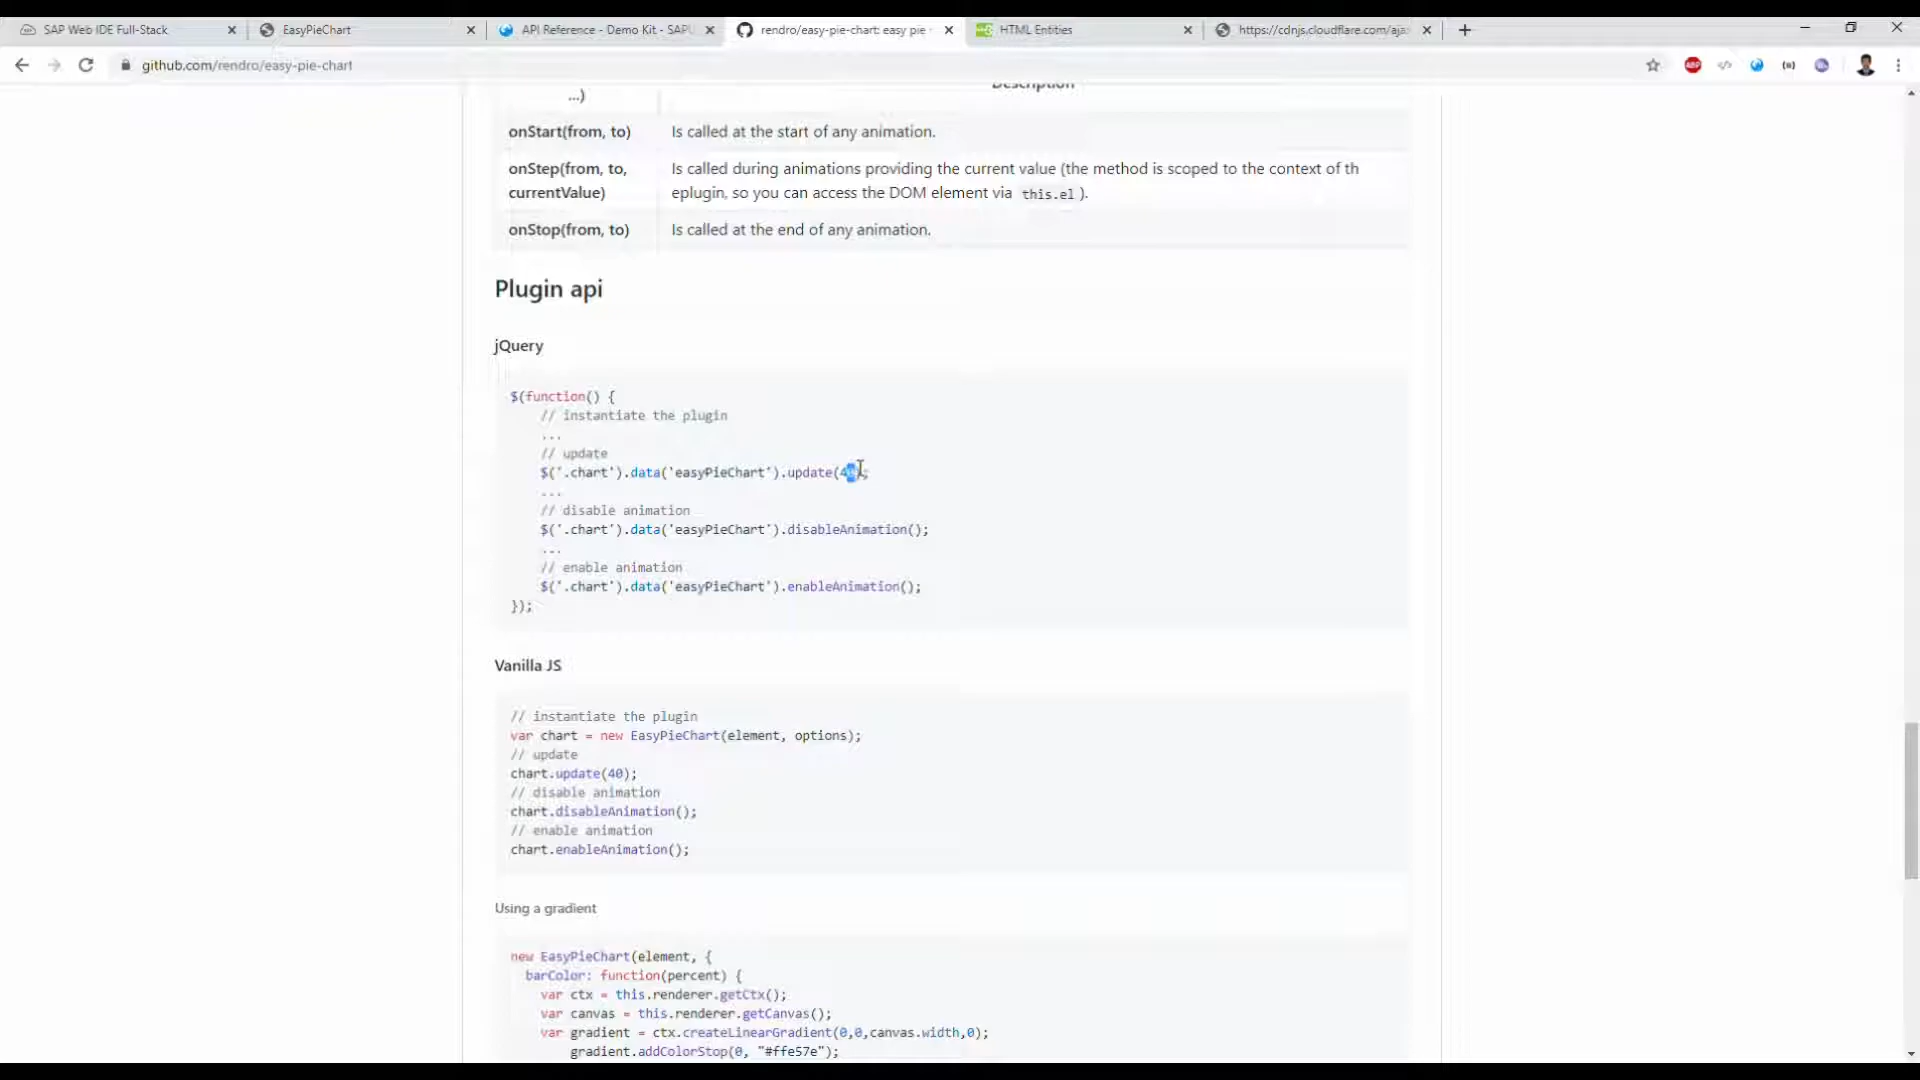 SAP Web IDE Full-Stack
EasyPieChart
API Reference - Demo Kit - SAPU
rendro/easy-pie-chart: easy pie
HTML Entities
https://cdnjs.cloudflare.com/aja
github.com/rendro/easy-pie-chart
ABP
...)
Description
onStart(from, to)
Is called at the start of any animation.
onStep(from, to,
currentValue)
Is called during animations providing the current value (the method is scoped to the context of th
eplugin, so you can access the DOM element via this.el ).
onStop(from, to)
Is called at the end of any animation.
Plugin api
jQuery
$(function() {
// instantiate the plugin
...
// update
$('.chart').data('easyPieChart').update(40);
...
// disable animation
$('.chart').data('easyPieChart').disableAnimation();
...
// enable animation
$('.chart').data('easyPieChart').enableAnimation();
});
Vanilla JS
// instantiate the plugin
var chart = new EasyPieChart(element, options);
// update
chart.update(40);
// disable animation
chart.disableAnimation();
// enable animation
chart.enableAnimation();
Using a gradient
new EasyPieChart(element, {
barColor: function(percent) {
var ctx = this.renderer.getCtx();
var canvas = this.renderer.getCanvas();
var gradient = ctx.createLinearGradient(0,0,canvas.width,0);
gradient.addColorStop(0, "#ffe57e");